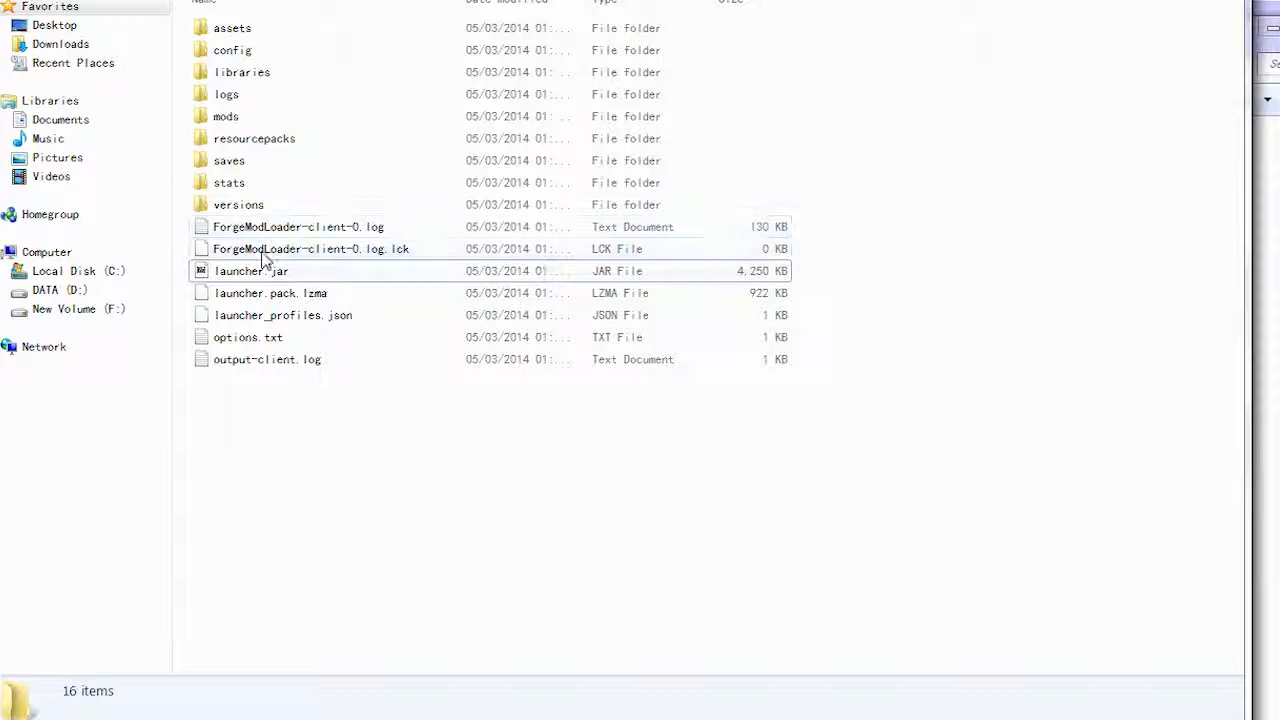 Favorites
Desktop
Downloads
Recent Places
Libraries
Documents
Music
Pictures
Videos
Homegroup
Computer
Local Disk (C:)
DATA (D:)
New Volume (F:)
Network
Name Date modified Type Size
assets 05/03/2014 01:... File folder
config 05/03/2014 01:... File folder
libraries 05/03/2014 01:... File folder
logs 05/03/2014 01:... File folder
mods 05/03/2014 01:... File folder
resourcepacks 05/03/2014 01:... File folder
saves 05/03/2014 01:... File folder
stats 05/03/2014 01:... File folder
versions 05/03/2014 01:... File folder
ForgeModLoader-client-0.log 05/03/2014 01:... Text Document 130 KB
ForgeModLoader-client-0.log.lck 05/03/2014 01:... LCK File 0 KB
launcher.jar 05/03/2014 01:... JAR File 4,250 KB
launcher.pack.lzma 05/03/2014 01:... LZMA File 922 KB
launcher_profiles.json 05/03/2014 01:... JSON File 1 KB
options.txt 05/03/2014 01:... TXT File 1 KB
output-client.log 05/03/2014 01:... Text Document 1 KB
16 items